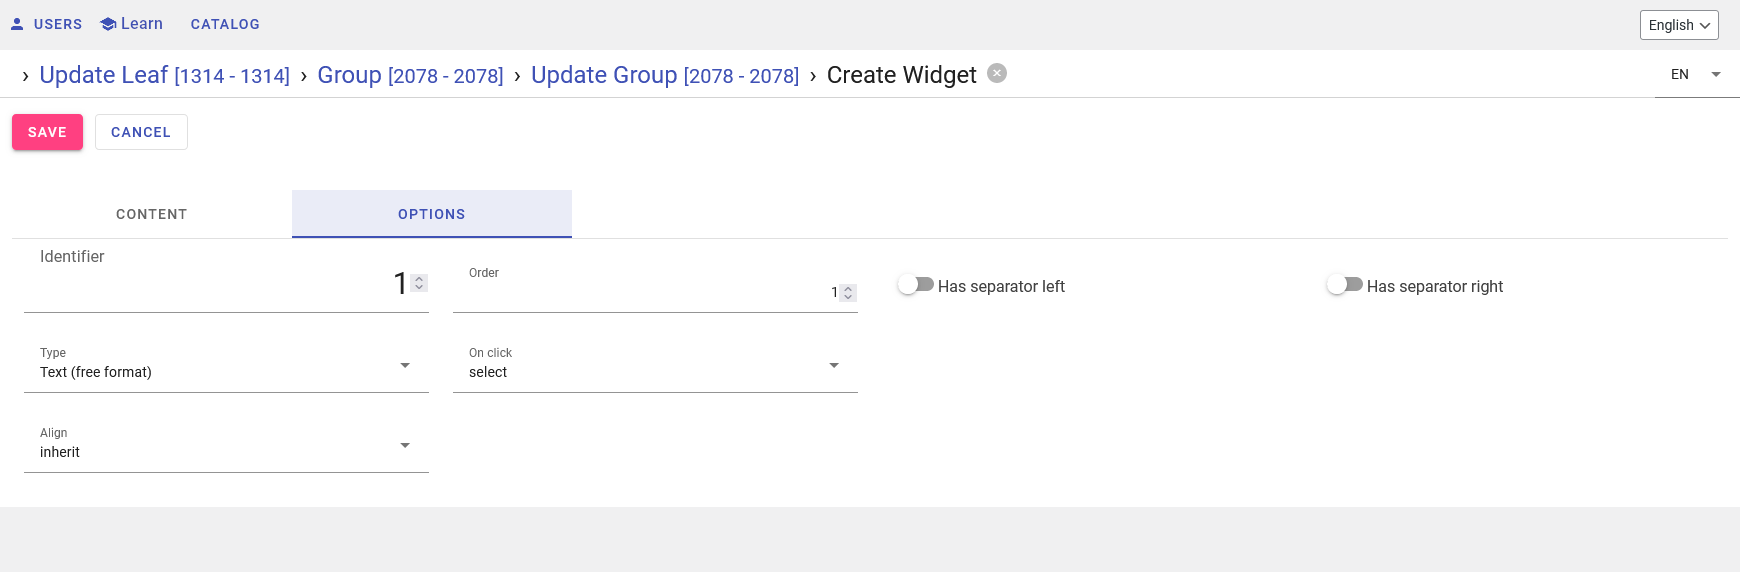 USERS Learn CATALOG English
› Update Leaf [1314 - 1314] › Group [2078 - 2078] › Update Group [2078 - 2078] › Create Widget EN
SAVE CANCEL
CONTENT OPTIONS
Identifier
1
Order
1
Has separator left
Has separator right
Type
Text (free format)
On click
select
Align
inherit